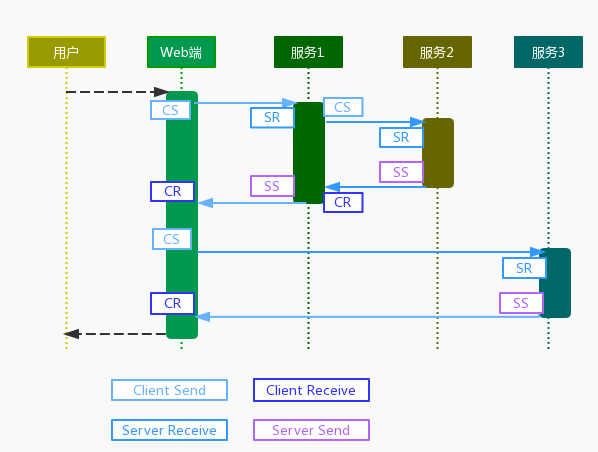 用户 Web端 服务1 服务2 服务3
CS CS
SR
SR
SS
SS
CR
CR
CS
SR
CR SS
Client Send Client Receive
Server Receive Server Send